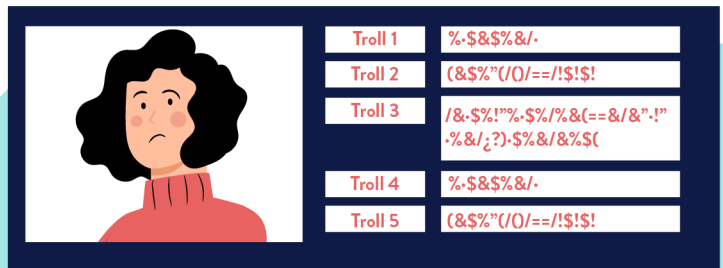 Troll 1 %·$&$%&/·
Troll 2 (&$%”(/()/==/!$!$!
Troll 3 /&·$%!”%·$%/%&(==&/&”·!”
·%&/¿?)·$%&/&%$(
Troll 4 %·$&$%&/·
Troll 5 (&$%”(/()/==/!$!$!